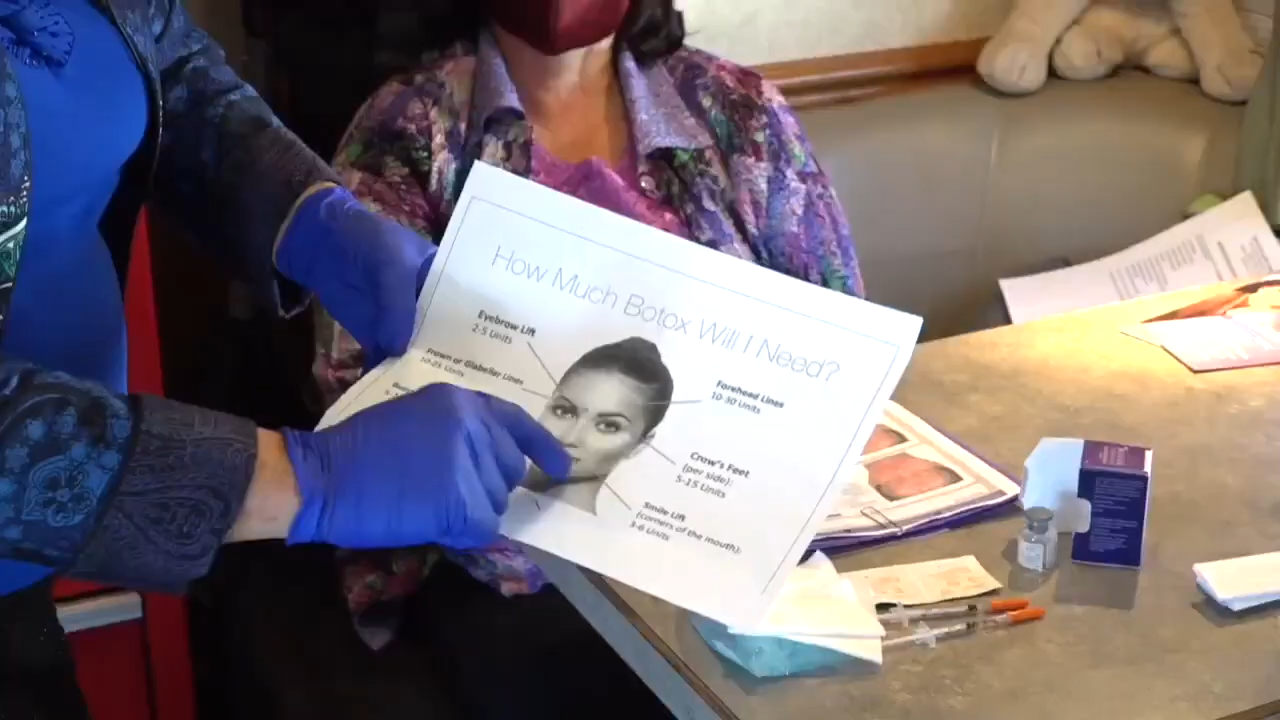 How Much Botox Will I Need?
Eyebrow Lift
2-5 Units
Frown or Glabellar Lines
10-25 Units
Forehead Lines
10-30 Units
Crow's Feet
(per side):
5-15 Units
Smile Lift
(corners of the mouth):
3-6 Units